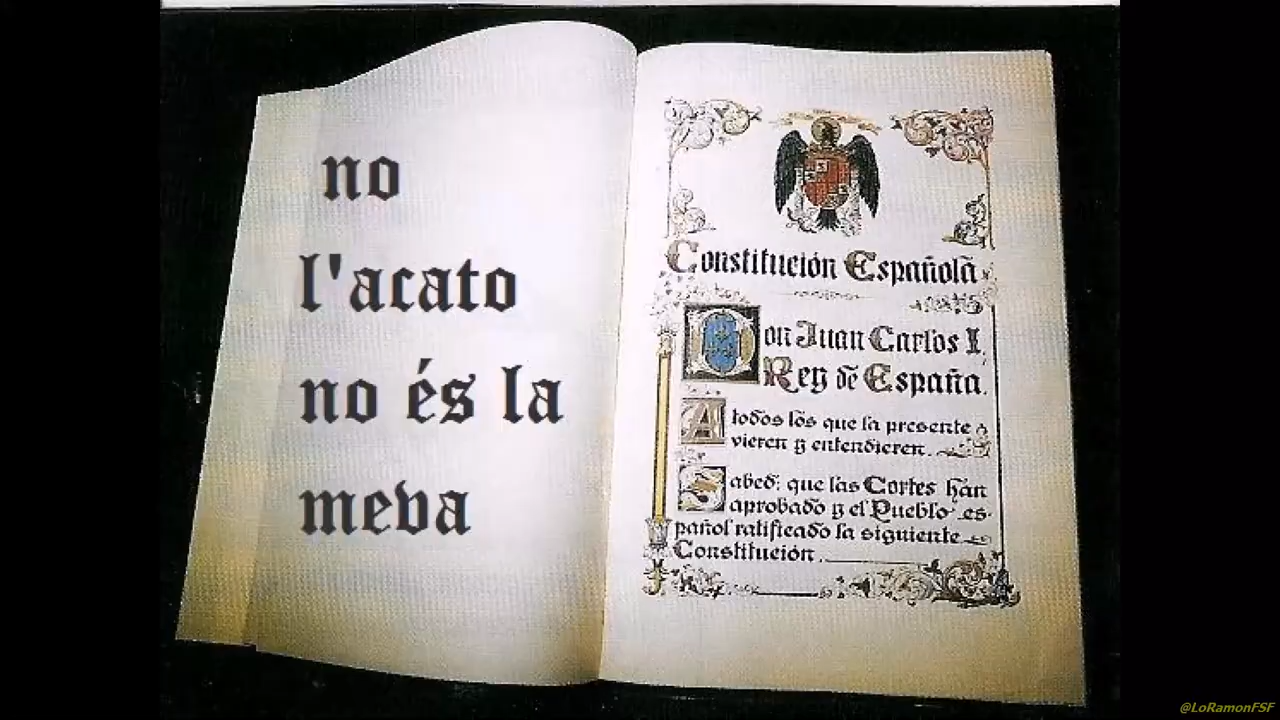 no
l'acato
no és la
meva
Constitución Española
Don Juan Carlos I,
Rey de España.
A todos los que la presente
vieren y entendieren.
Sabed: que las Cortes han
aprobado y el Pueblo es-
pañol ratificado la siguiente
Constitución.
@LoRamonFSF